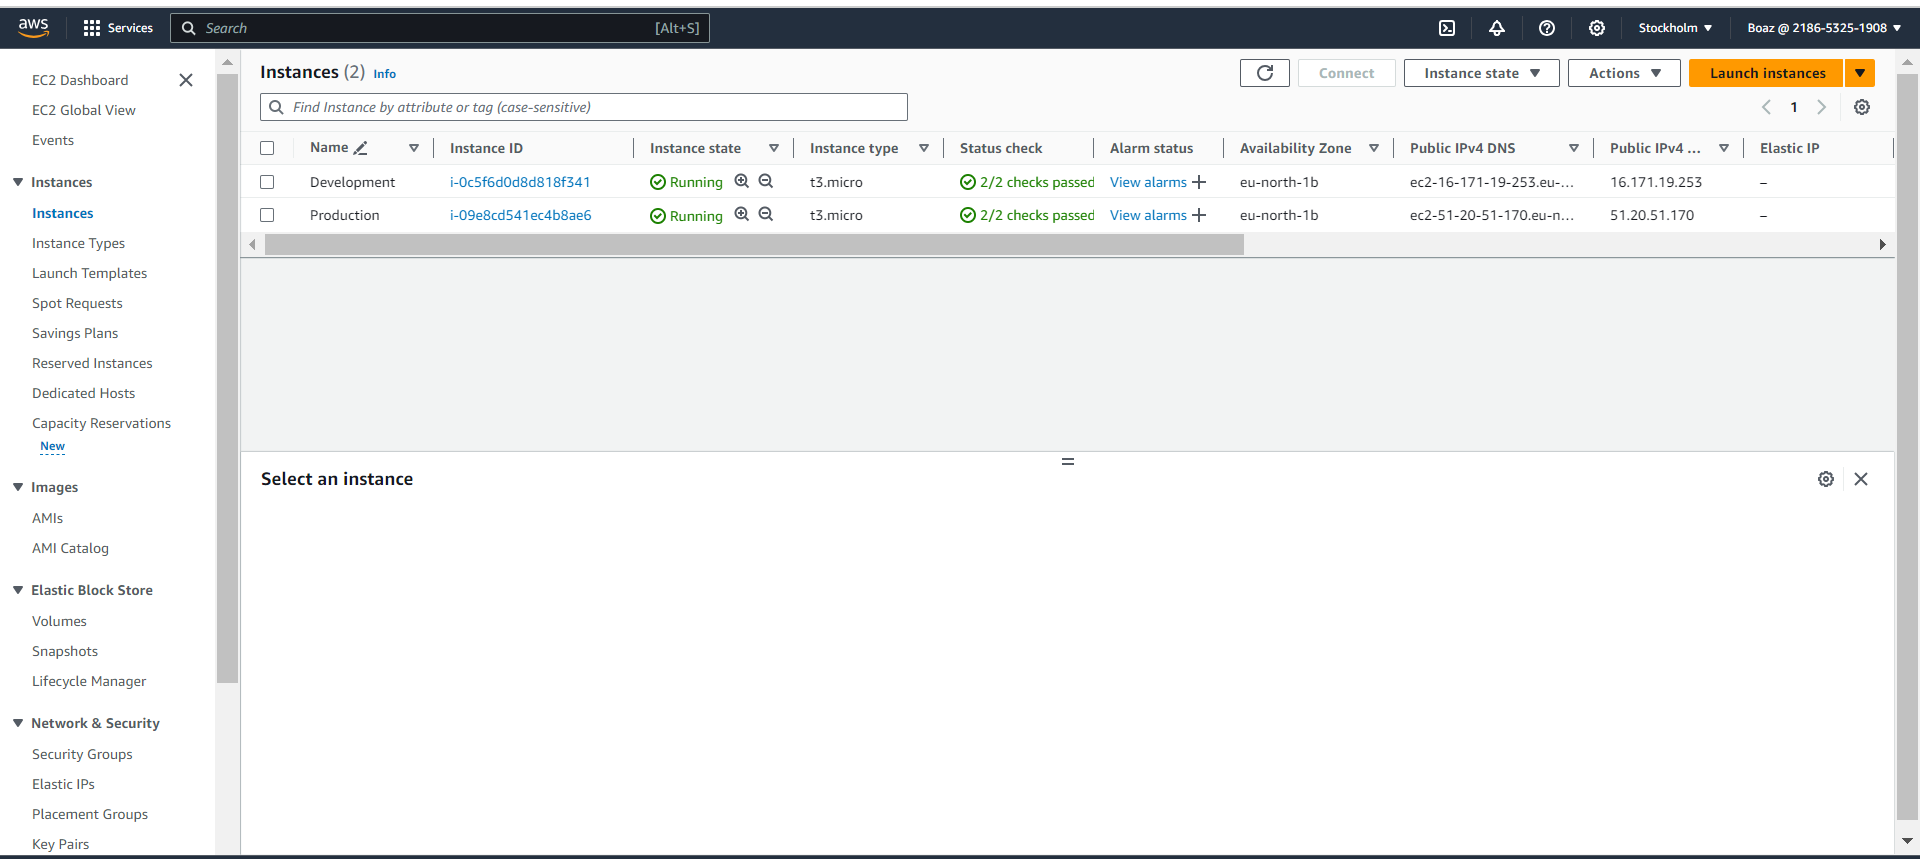 aws
Services
Search
[Alt+S]
Stockholm
Boaz @ 2186-5325-1908
EC2 Dashboard
EC2 Global View
Events
Instances
Instances
Instance Types
Launch Templates
Spot Requests
Savings Plans
Reserved Instances
Dedicated Hosts
Capacity Reservations
New
Images
AMIs
AMI Catalog
Elastic Block Store
Volumes
Snapshots
Lifecycle Manager
Network & Security
Security Groups
Elastic IPs
Placement Groups
Key Pairs
Instances (2) Info
Connect
Instance state
Actions
Launch instances
Find Instance by attribute or tag (case-sensitive)
1
Name Instance ID Instance state Instance type Status check Alarm status Availability Zone Public IPv4 DNS Public IPv4 ... Elastic IP
Development i-0c5f6d0d8d818f341 Running t3.micro 2/2 checks passed View alarms eu-north-1b ec2-16-171-19-253.eu-... 16.171.19.253 –
Production i-09e8cd541ec4b8ae6 Running t3.micro 2/2 checks passed View alarms eu-north-1b ec2-51-20-51-170.eu-n... 51.20.51.170 –
Select an instance